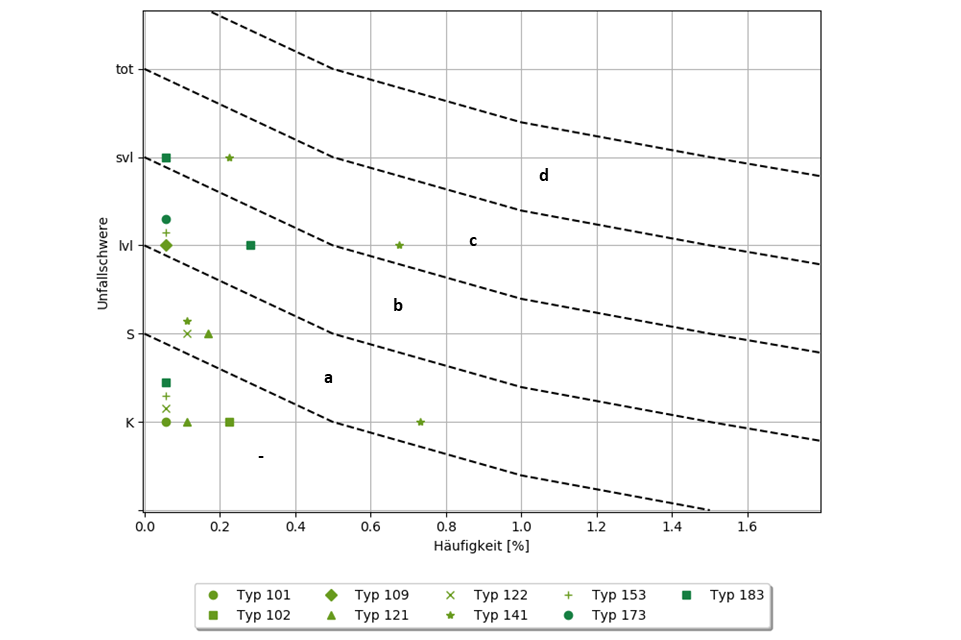 tot
svl
lvl
S
K
Unfallschwere
d
c
b
a
-
0.0 0.2 0.4 0.6 0.8 1.0 1.2 1.4 1.6
Häufigkeit [%]
Typ 101 Typ 109 Typ 122 Typ 153 Typ 183
Typ 102 Typ 121 Typ 141 Typ 173